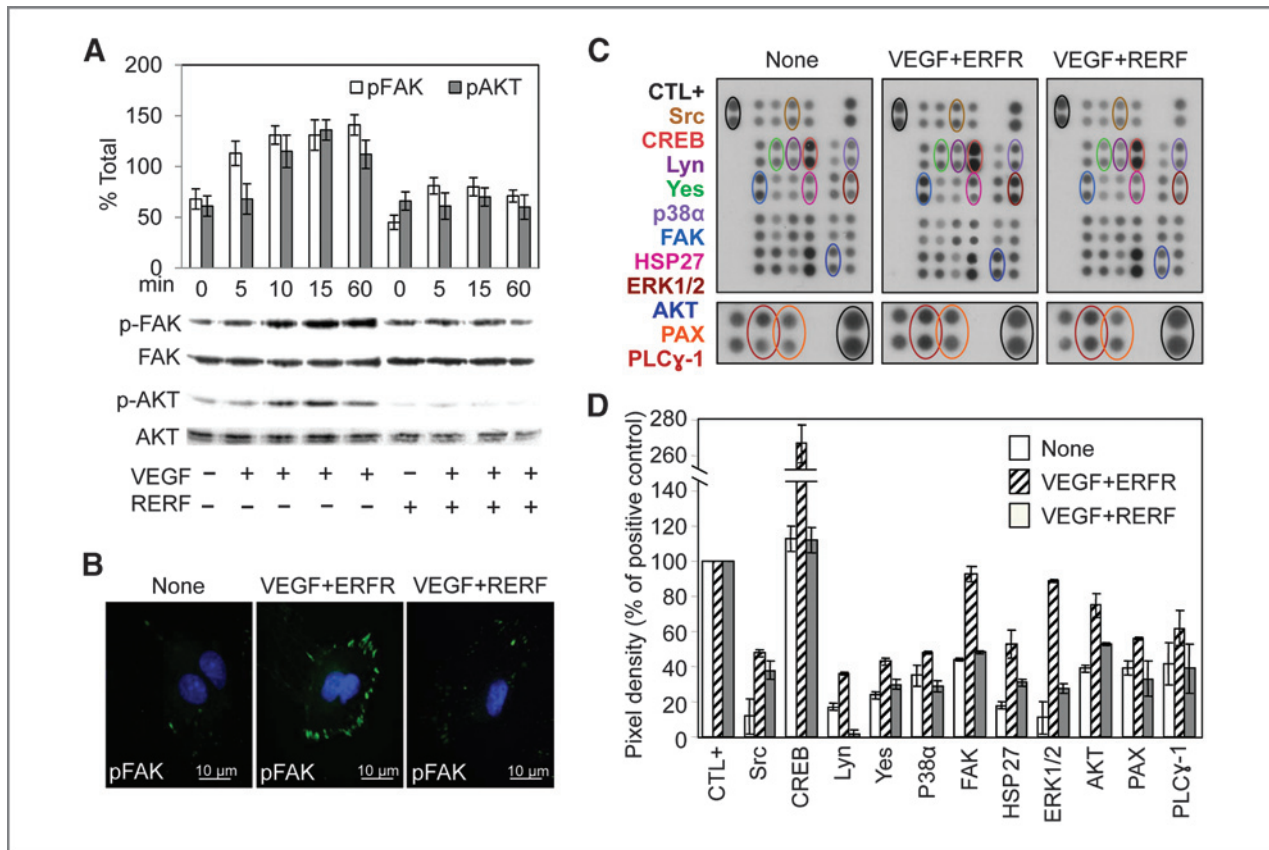 A
200
150
100
50
0
% Total
pFAK pAKT
min 0 5 10 15 60 0 5 15 60
p-FAK
FAK
p-AKT
AKT
VEGF – + + + + – + + +
RERF – – – – – + + + +
B
None VEGF+ERFR VEGF+RERF
pFAK 10 µm pFAK 10 µm pFAK 10 µm
C
None VEGF+ERFR VEGF+RERF
CTL+
Src
CREB
Lyn
Yes
p38α
FAK
HSP27
ERK1/2
AKT
PAX
PLCɣ-1
D
Pixel density (% of positive control)
280
260
140
120
100
80
60
40
20
0
None
VEGF+ERFR
VEGF+RERF
CTL+ Src CREB Lyn Yes P38α FAK HSP27 ERK1/2 AKT PAX PLCɣ-1